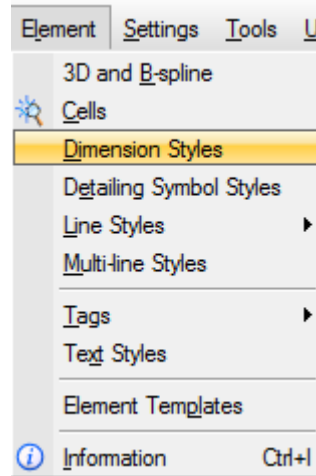 Element Settings Tools U
3D and B-spline
Cells
Dimension Styles
Detailing Symbol Styles
Line Styles
Multi-line Styles
Tags
Text Styles
Element Templates
Information Ctrl+I